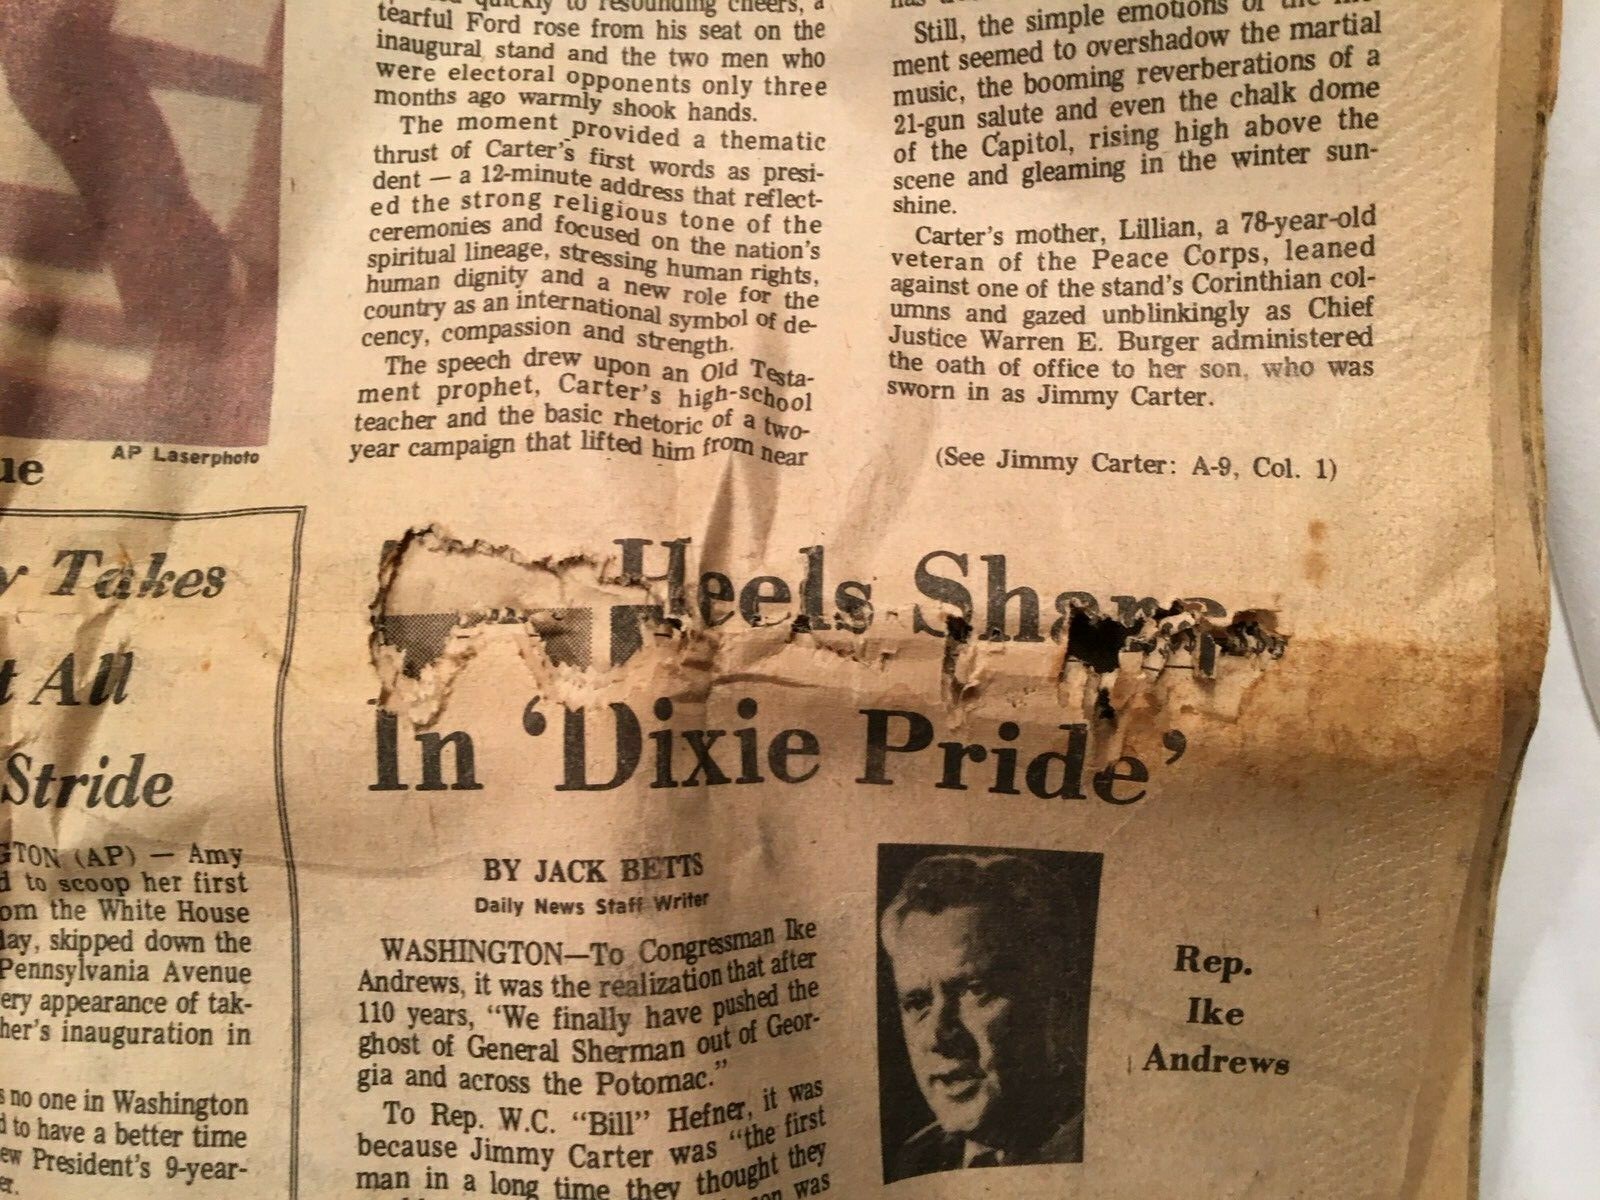 quickly to resounding cheers, a
tearful Ford rose from his seat on the
inaugural stand and the two men who
were electoral opponents only three
months ago warmly shook hands.
The moment provided a thematic
thrust of Carter's first words as presi-
dent — a 12-minute address that reflect-
ed the strong religious tone of the
ceremonies and focused on the nation's
spiritual lineage, stressing human rights,
human dignity and a new role for the
country as an international symbol of de-
cency, compassion and strength.
The speech drew upon an Old Testa-
ment prophet, Carter's high-school
teacher and the basic rhetoric of a two-
year campaign that lifted him from near
Still, the simple emotions of the
ment seemed to overshadow the martial
music, the booming reverberations of a
21-gun salute and even the chalk dome
of the Capitol, rising high above the
scene and gleaming in the winter sun-
shine.
Carter's mother, Lillian, a 78-year-old
veteran of the Peace Corps, leaned
against one of the stand's Corinthian col-
umns and gazed unblinkingly as Chief
Justice Warren E. Burger administered
the oath of office to her son, who was
sworn in as Jimmy Carter.
(See Jimmy Carter: A-9, Col. 1)
AP Laserphoto
ue
y Takes
t All
Stride
GTON (AP) — Amy
d to scoop her first
om the White House
lay, skipped down the
Pennsylvania Avenue
ery appearance of tak-
her's inauguration in
s no one in Washington
d to have a better time
ew President's 9-year-
er.
Heels Share
In 'Dixie Pride'
BY JACK BETTS
Daily News Staff Writer
WASHINGTON—To Congressman Ike
Andrews, it was the realization that after
110 years, "We finally have pushed the
ghost of General Sherman out of Geor-
gia and across the Potomac."
To Rep. W.C. "Bill" Hefner, it was
because Jimmy Carter was "the first
man in a long time they thought they
was
Rep.
Ike
Andrews